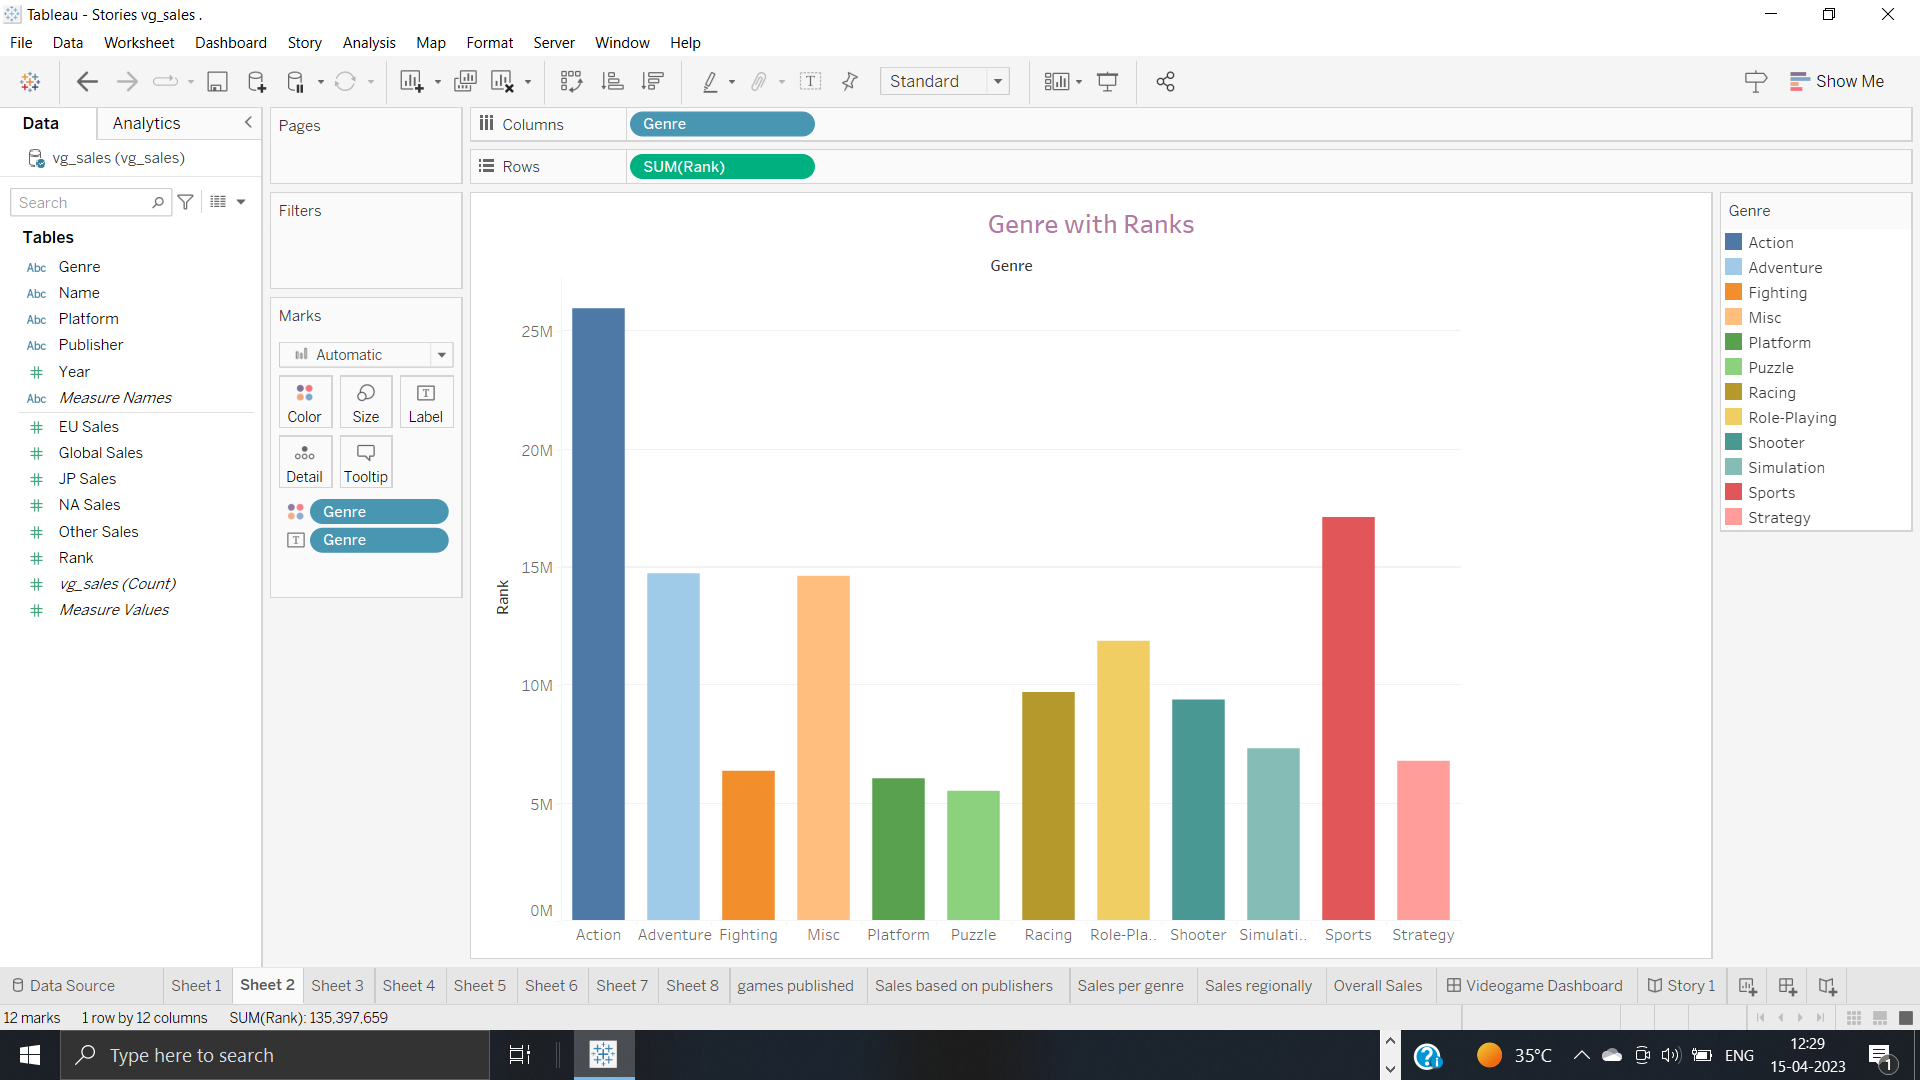 Tableau - Stories vg_sales .
File Data Worksheet Dashboard Story Analysis Map Format Server Window Help
Standard
Show Me
Data Analytics
vg_sales (vg_sales)
Search
Tables
Abc Genre
Abc Name
Abc Platform
Abc Publisher
# Year
Abc Measure Names
# EU Sales
# Global Sales
# JP Sales
# NA Sales
# Other Sales
# Rank
# vg_sales (Count)
# Measure Values
Pages
Filters
Marks
Automatic
Color Size Label
Detail Tooltip
Genre
Genre
Columns Genre
Rows SUM(Rank)
Genre with Ranks
Genre
25M
20M
15M
10M
5M
0M
Rank
Action Adventure Fighting Misc Platform Puzzle Racing Role-Pla.. Shooter Simulati.. Sports Strategy
Genre
Action
Adventure
Fighting
Misc
Platform
Puzzle
Racing
Role-Playing
Shooter
Simulation
Sports
Strategy
Data Source Sheet 1 Sheet 2 Sheet 3 Sheet 4 Sheet 5 Sheet 6 Sheet 7 Sheet 8 games published Sales based on publishers Sales per genre Sales regionally Overall Sales Videogame Dashboard Story 1
12 marks 1 row by 12 columns SUM(Rank): 135,397,659
Type here to search
35°C ENG
12:29
15-04-2023
1